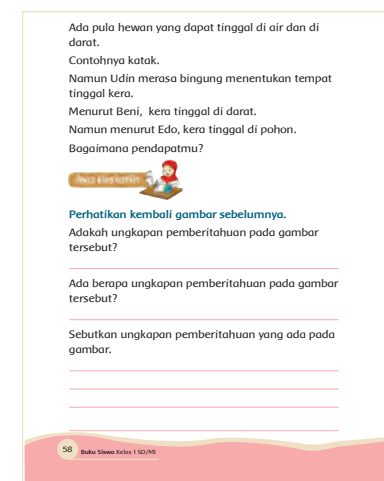 Ada pula hewan yang dapat tinggal di air dan di
darat.
Contohnya katak.
Namun Udin merasa bingung menentukan tempat
tinggal kera.
Menurut Beni, kera tinggal di darat.
Namun menurut Edo, kera tinggal di pohon.
Bagaimana pendapatmu?
Perhatikan kembali gambar sebelumnya.
Adakah ungkapan pemberitahuan pada gambar
tersebut?
Ada berapa ungkapan pemberitahuan pada gambar
tersebut?
Sebutkan ungkapan pemberitahuan yang ada pada
gambar.
58 Buku Siswa Kelas 1 SD/MI